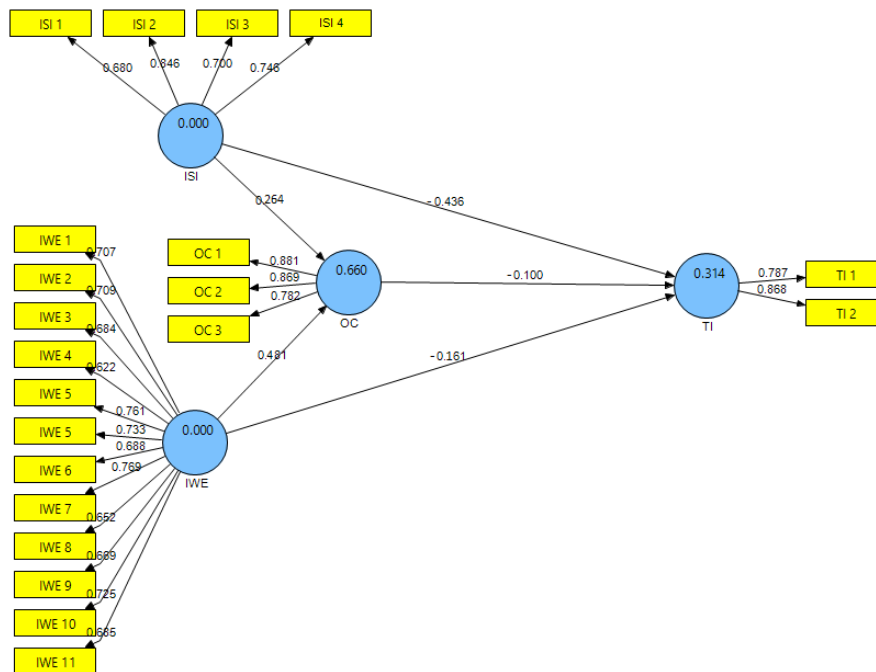 ISI 1 ISI 2 ISI 3 ISI 4
0.680 0.846 0.700 0.746
0.000
ISI
0.264
-0.436
IWE 1
0.707
IWE 2
0.709
IWE 3
0.684
IWE 4
0.622
IWE 5
0.761
IWE 5
0.733
IWE 6
0.688
IWE 7
0.769
IWE 8
0.652
IWE 9
0.669
IWE 10
0.725
IWE 11
0.685
0.000
IWE
0.481
-0.161
OC 1
0.881
OC 2
0.869
OC 3
0.782
0.660
OC
-0.100
0.314
TI
0.787
TI 1
0.868
TI 2